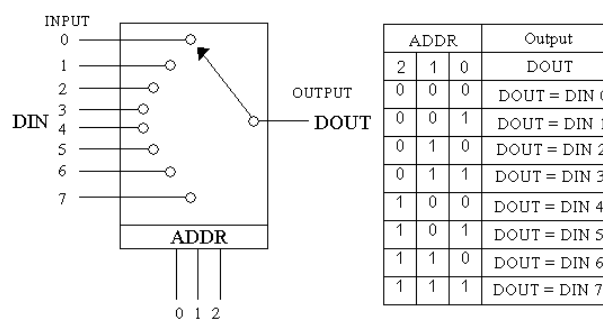 INPUT
0
1
2
3
4
5
6
7
DIN
OUTPUT
DOUT
ADDR
0 1 2
ADDR Output
2 1 0 DOUT
0 0 0 DOUT = DIN 0
0 0 1 DOUT = DIN 1
0 1 0 DOUT = DIN 2
0 1 1 DOUT = DIN 3
1 0 0 DOUT = DIN 4
1 0 1 DOUT = DIN 5
1 1 0 DOUT = DIN 6
1 1 1 DOUT = DIN 7